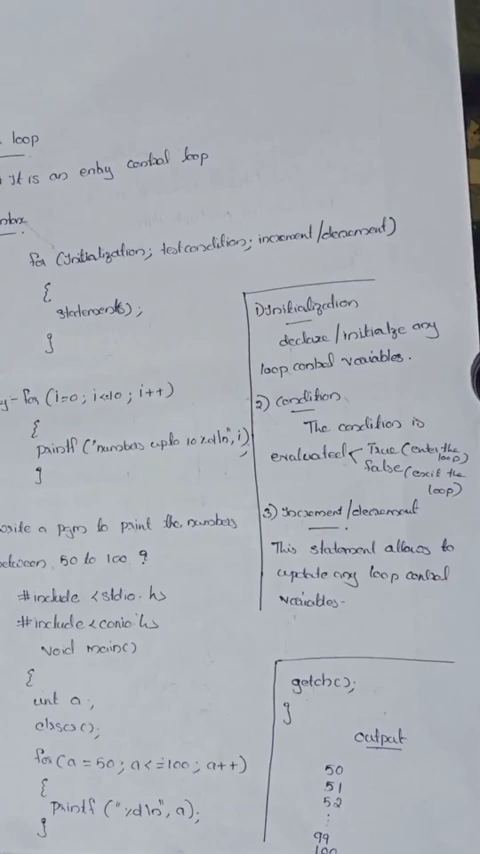 loop
It is an entry control loop
for (Initialization; test condition; increment/decrement)
{
statements);
}
for (i=0; i<10; i++)
{
printf ("numbers upto 10 %d\n", i)
}
1) Initialization
declare/initialize any
loop control variables.
2) condition
The condition is
evaluated < True (enter the loop)
false (exit the loop)
3) Increment/decrement
This statement allows to
update any loop control
variables.
write a pgm to print the numbers
between 50 to 100 ?
#include <stdio.h>
#include <conio.h>
void main()
{
int a;
clrscr();
for(a=50; a<=100; a++)
{
printf ("%d\n", a);
}
getch();
}
output
50
51
52
:
99
100